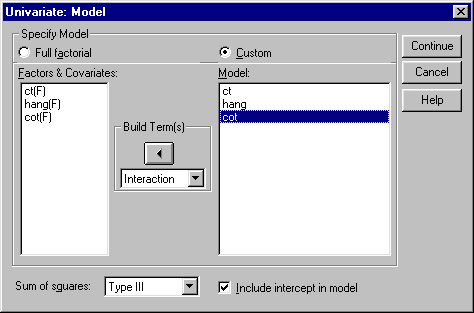 Univariate: Model
Specify Model
Full factorial
Custom
Continue
Cancel
Help
Factors & Covariates:
ct(F)
hang(F)
cot(F)
Build Term(s)
Interaction
Model:
ct
hang
cot
Sum of squares:
Type III
Include intercept in model